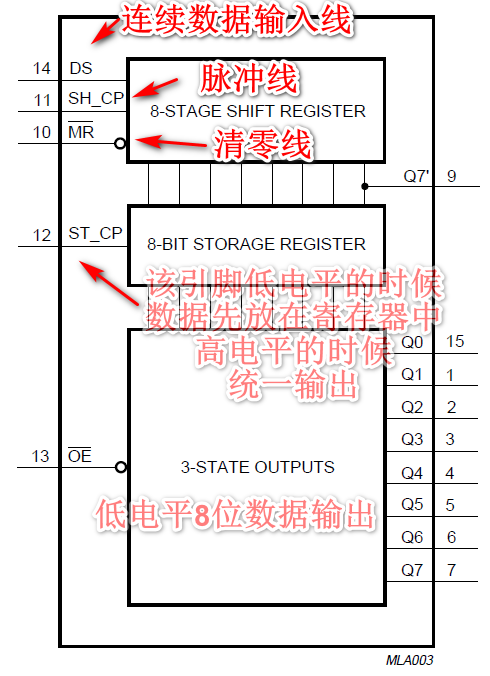 连续数据输入线
14 DS
脉冲线
11 SH_CP
8-STAGE SHIFT REGISTER
10 MR
清零线
Q7' 9
12 ST_CP
8-BIT STORAGE REGISTER
该引脚低电平的时候
数据先放在寄存器中
高电平的时候
统一输出
Q0 15
Q1 1
Q2 2
Q3 3
13 OE
3-STATE OUTPUTS
Q4 4
Q5 5
低电平8位数据输出
Q6 6
Q7 7
MLA003